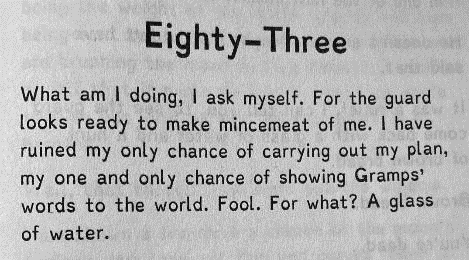 Eighty-Three
What am I doing, I ask myself. For the guard
looks ready to make mincemeat of me. I have
ruined my only chance of carrying out my plan,
my one and only chance of showing Gramps'
words to the world. Fool. For what? A glass
of water.